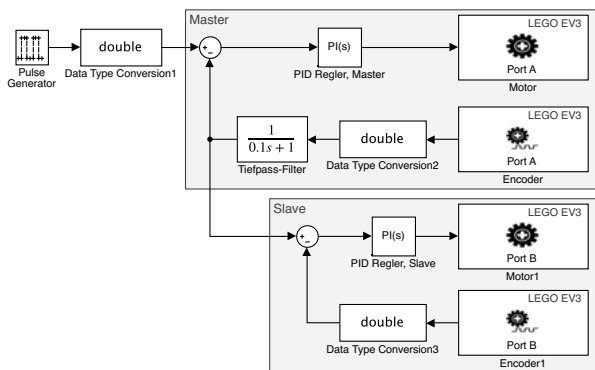 Master
Pulse
Generator
double
Data Type Conversion1
+
−
PI(s)
PID Regler, Master
LEGO EV3
Port A
Motor
1
0.1s + 1
Tiefpass-Filter
double
Data Type Conversion2
LEGO EV3
Port A
Encoder
Slave
+
−
PI(s)
PID Regler, Slave
LEGO EV3
Port B
Motor1
double
Data Type Conversion3
LEGO EV3
Port B
Encoder1